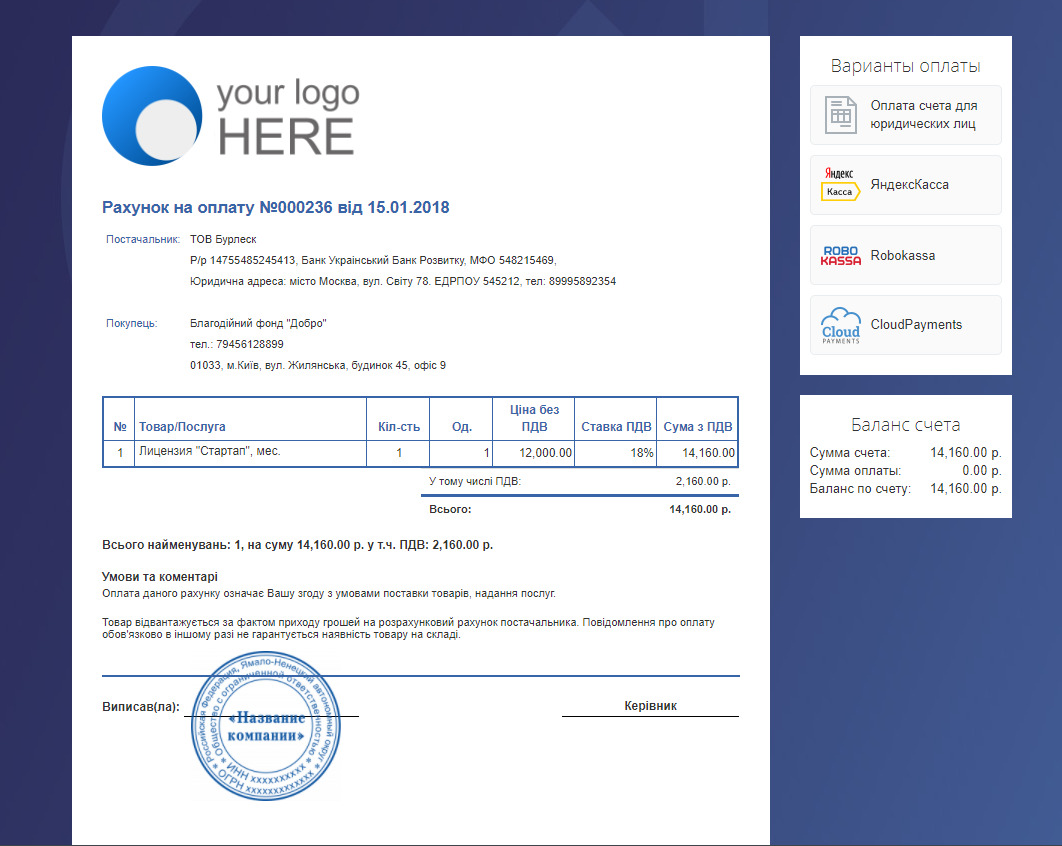 your logo
HERE
Рахунок на оплату №000236 від 15.01.2018
Постачальник: ТОВ Бурлеск
Р/р 14755485245413, Банк Український Банк Розвитку, МФО 548215469,
Юридична адреса: місто Москва, вул. Світу 78. ЕДРПОУ 545212, тел: 89995892354
Покупець: Благодійний фонд "Добро"
тел.: 79456128899
01033, м.Київ, вул. Жилянська, будинок 45, офіс 9
№ Товар/Послуга Кіл-сть Од. Ціна без ПДВ Ставка ПДВ Сума з ПДВ
1 Лицензия "Стартап", мес. 1 1 12,000.00 18% 14,160.00
У тому числі ПДВ: 2,160.00 р.
Всього: 14,160.00 р.
Всього найменувань: 1, на суму 14,160.00 р. у т.ч. ПДВ: 2,160.00 р.
Умови та коментарі
Оплата даного рахунку означає Вашу згоду з умовами поставки товарів, надання послуг.
Товар відвантажується за фактом приходу грошей на розрахунковий рахунок постачальника. Повідомлення про оплату
обов'язково в іншому разі не гарантується наявність товару на складі.
Виписав(ла):
Керівник
Российская Федерация, Ямало-Ненецкий автономный округ
* Общество с ограниченной ответственностью *
«Название
компании»
* ИНН xxxxxxxxxx *
* ОГРН xxxxxxxxxxxxx *
Варианты оплаты
Оплата счета для
юридических лиц
Яндекс
Касса
ЯндексКасса
ROBO
KASSA
Robokassa
Cloud
PAYMENTS
CloudPayments
Баланс счета
Сумма счета: 14,160.00 р.
Сумма оплаты: 0.00 р.
Баланс по счету: 14,160.00 р.